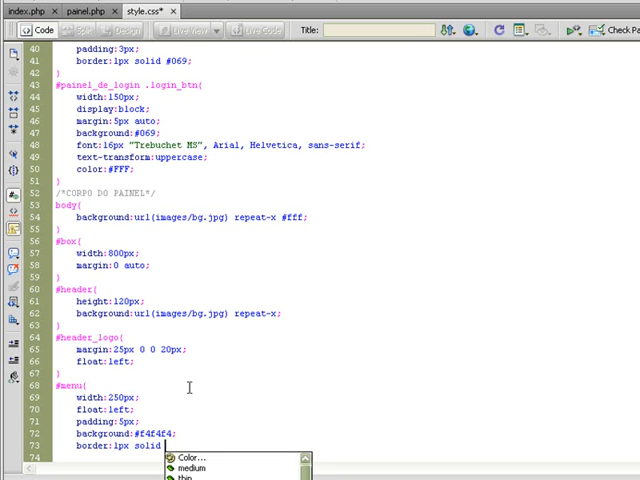 index.php × painel.php × style.css* ×
Code Split Design Live View Live Code Title: Check Pa
40 padding:3px;
41 border:1px solid #069;
42 }
43 #painel_de_login .login_btn{
44 width:150px;
45 display:block;
46 margin:5px auto;
47 background:#069;
48 font:16px "Trebuchet MS", Arial, Helvetica, sans-serif;
49 text-transform:uppercase;
50 color:#FFF;
51 }
52 /*CORPO DO PAINEL*/
53 body{
54 background:url(images/bg.jpg) repeat-x #fff;
55 }
56 #box{
57 width:800px;
58 margin:0 auto;
59 }
60 #header{
61 height:120px;
62 background:url(images/bg.jpg) repeat-x;
63 }
64 #header_logo{
65 margin:25px 0 0 20px;
66 float:left;
67 }
68 #menu{
69 width:250px;
70 float:left;
71 padding:5px;
72 background:#f4f4f4;
73 border:1px solid
74
Color...
medium
thin